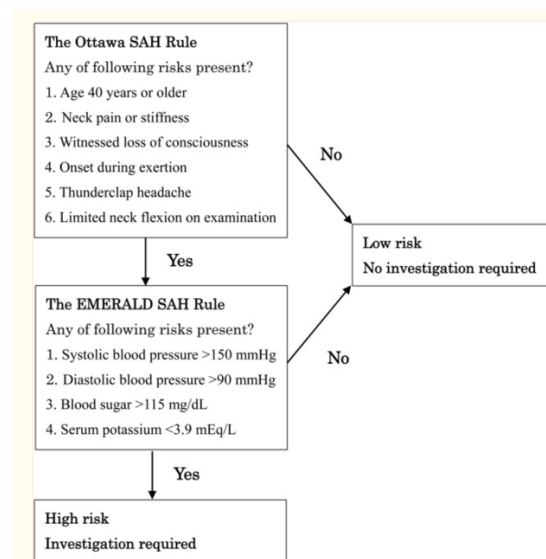 The Ottawa SAH Rule
Any of following risks present?
1. Age 40 years or older
2. Neck pain or stiffness
3. Witnessed loss of consciousness
4. Onset during exertion
5. Thunderclap headache
6. Limited neck flexion on examination
No
Low risk
No investigation required
Yes
The EMERALD SAH Rule
Any of following risks present?
1. Systolic blood pressure >150 mmHg
2. Diastolic blood pressure >90 mmHg
3. Blood sugar >115 mg/dL
4. Serum potassium <3.9 mEq/L
No
Yes
High risk
Investigation required